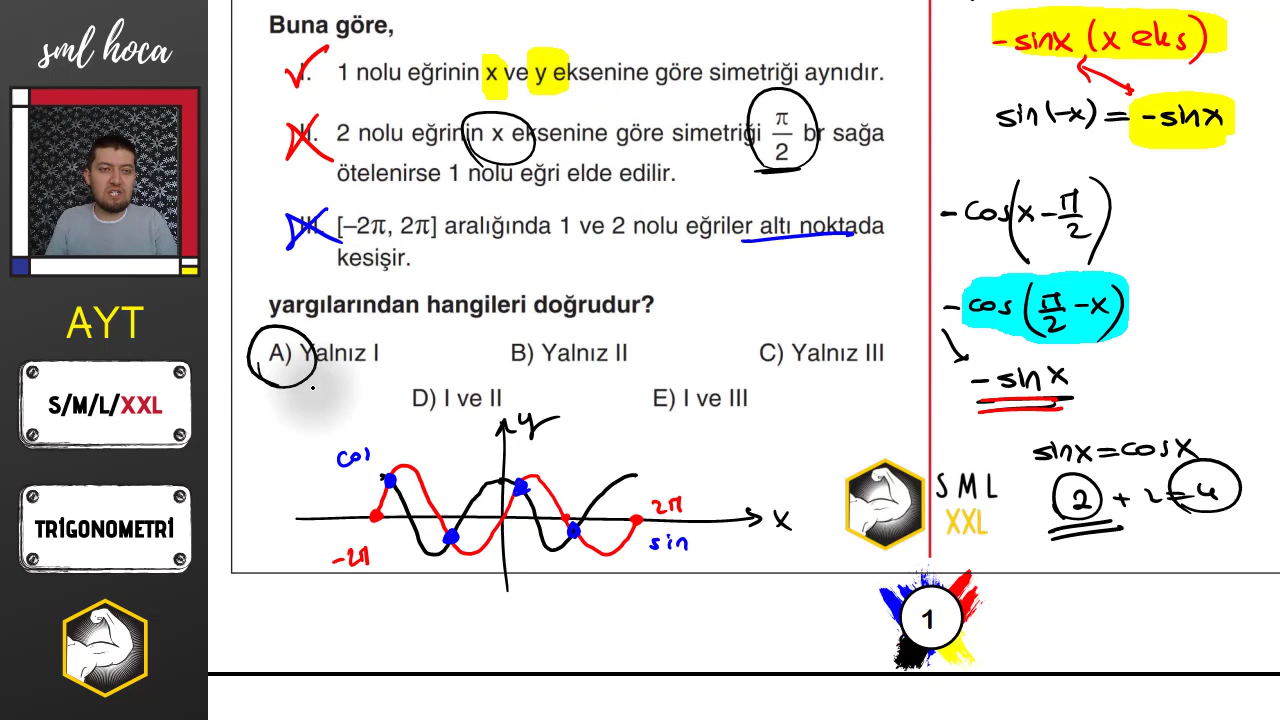 sml hoca
AYT
S/M/L/XXL
TRİGONOMETRİ
Buna göre,
I. 1 nolu eğrinin x ve y eksenine göre simetriği aynıdır.
II. 2 nolu eğrinin x eksenine göre simetriği π/2 br sağa
ötelenirse 1 nolu eğri elde edilir.
III. [–2π, 2π] aralığında 1 ve 2 nolu eğriler altı noktada
kesişir.
yargılarından hangileri doğrudur?
A) Yalnız I B) Yalnız II C) Yalnız III
D) I ve II E) I ve III
y
cos
x
2π
sin
-2π
SML
XXL
-sinx (x eks)
sin(-x) = -sinx
-cos(x - π/2)
-cos(π/2 - x)
-sinx
sinx = cosx
2 + 2 = 4
1